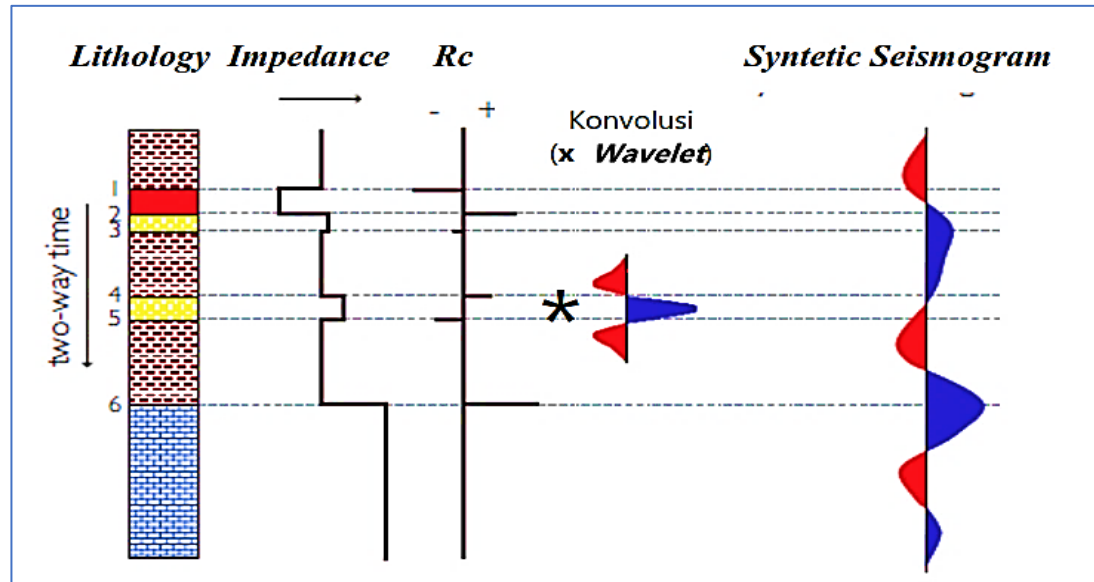 Lithology Impedance Rc Syntetic Seismogram
- +
Konvolusi
(x Wavelet)
1
2
3
4
*
5
6
two-way time